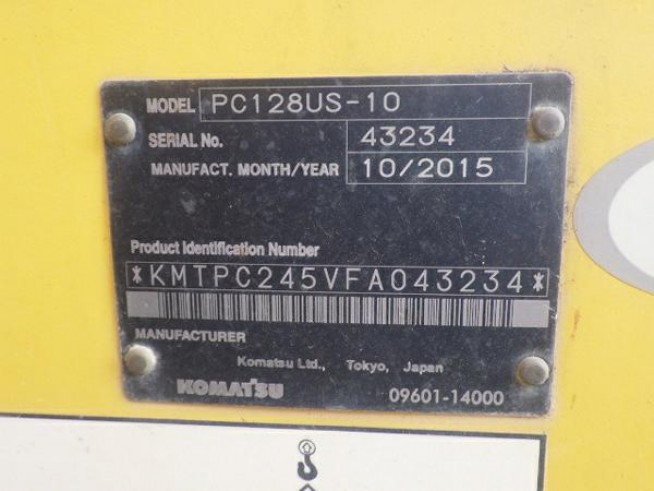 MODEL PC128US-10
SERIAL No. 43234
MANUFACT. MONTH/YEAR 10/2015
Product Identification Number
*KMTPC245VFA043234*
MANUFACTURER
Komatsu Ltd., Tokyo, Japan
KOMATSU 09601-14000